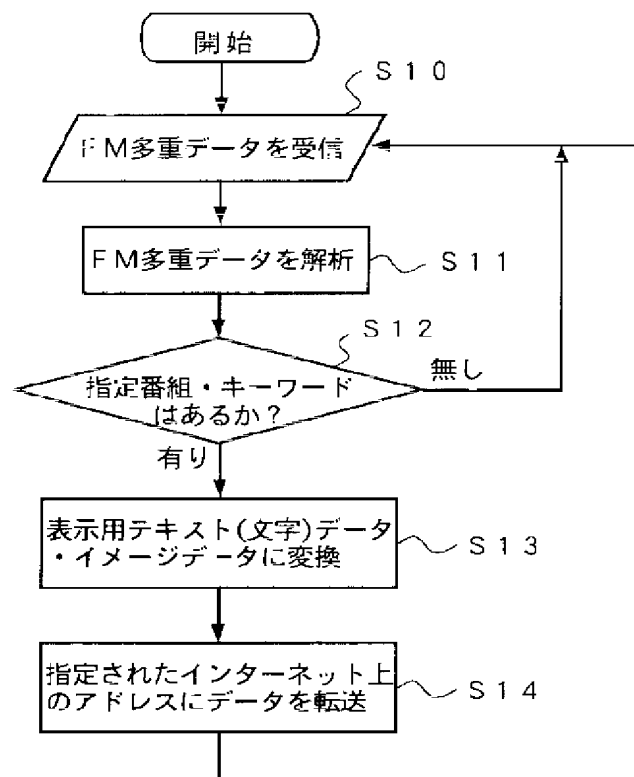 開始
S10
FM多重データを受信
FM多重データを解析
S11
S12
指定番組・キーワード
はあるか？
無し
有り
表示用テキスト(文字)データ
・イメージデータに変換
S13
指定されたインターネット上
のアドレスにデータを転送
S14